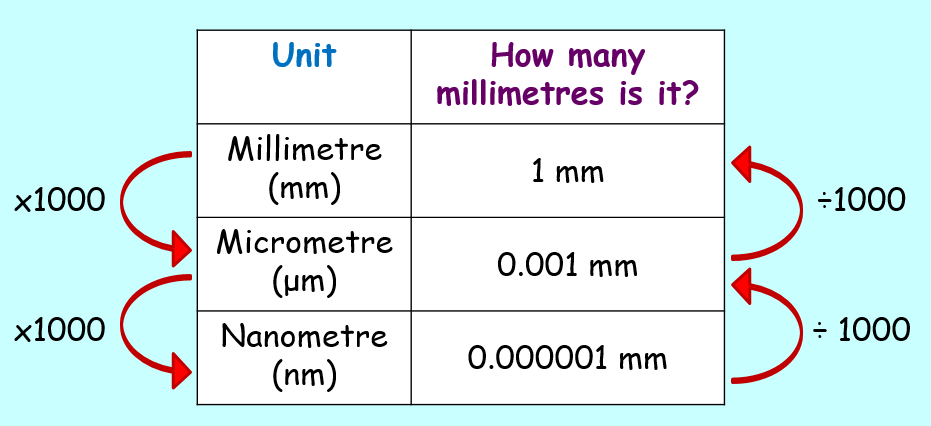 Unit
How many
millimetres is it?
Millimetre
(mm)
1 mm
x1000
÷1000
Micrometre
(µm)
0.001 mm
x1000
÷ 1000
Nanometre
(nm)
0.000001 mm